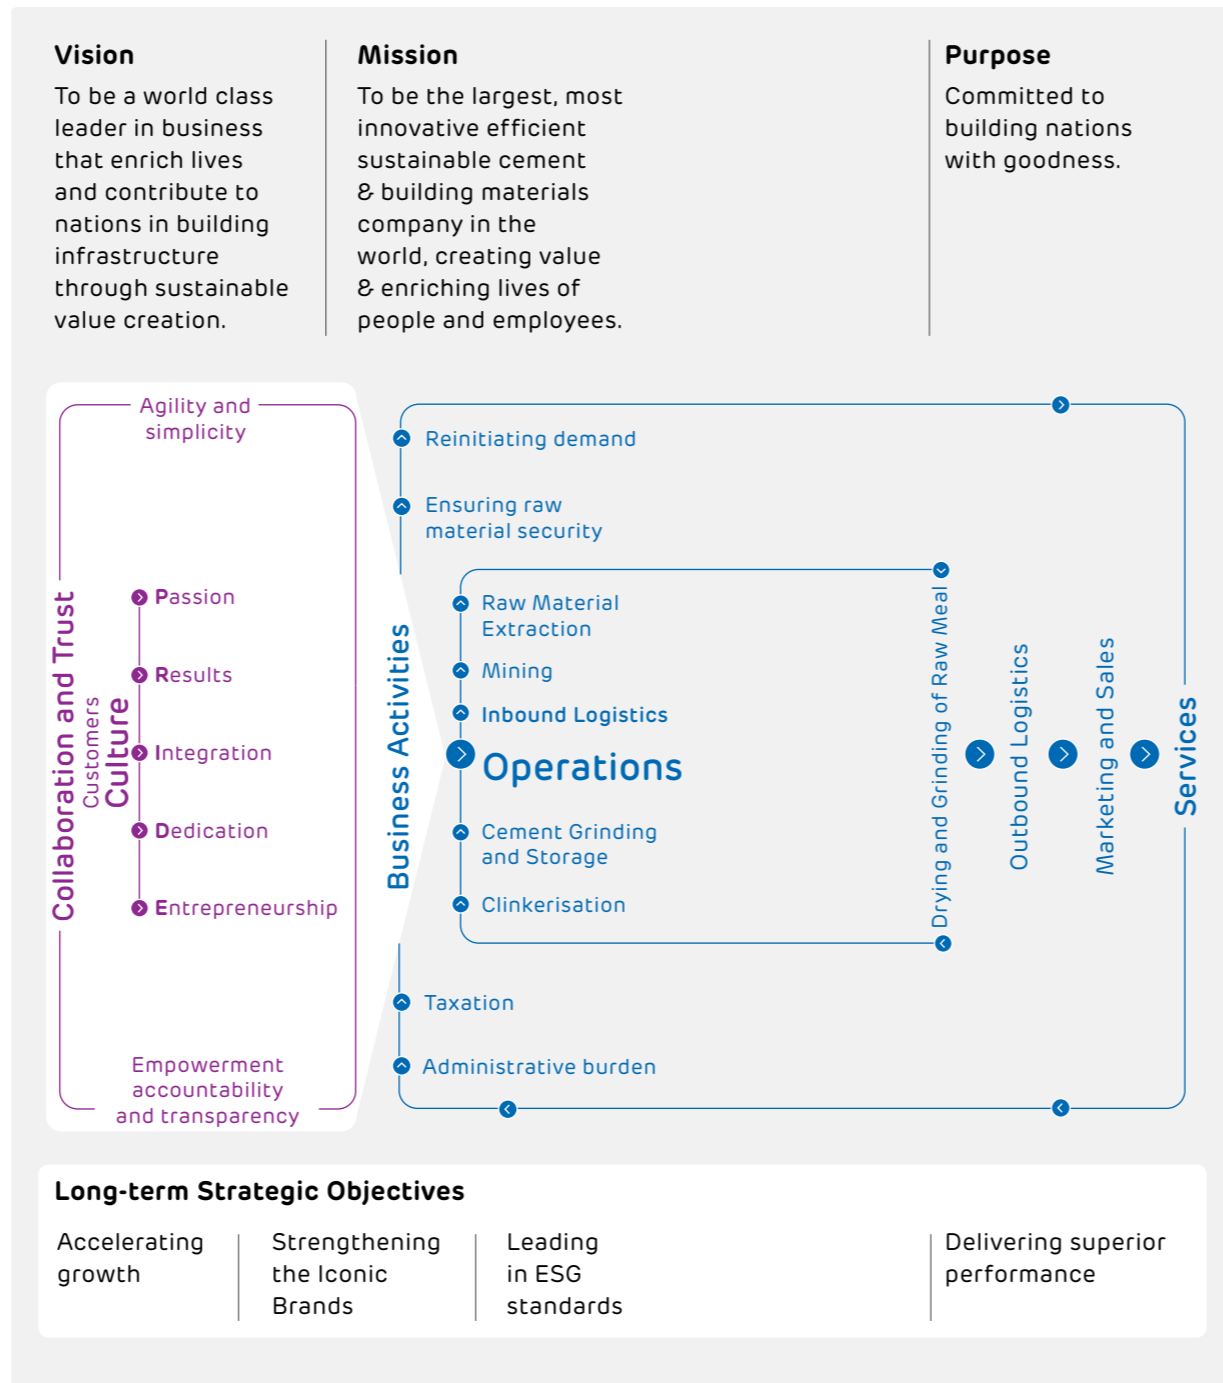 Vision
To be a world class
leader in business
that enrich lives
and contribute to
nations in building
infrastructure
through sustainable
value creation.
Mission
To be the largest, most
innovative efficient
sustainable cement
& building materials
company in the
world, creating value
& enriching lives of
people and employees.
Purpose
Committed to
building nations
with goodness.
Agility and
simplicity
Collaboration and Trust
Customers
Culture
Passion
Results
Integration
Dedication
Entrepreneurship
Empowerment
accountability
and transparency
Business Activities
Reinitiating demand
Ensuring raw
material security
Raw Material
Extraction
Mining
Inbound Logistics
Operations
Cement Grinding
and Storage
Clinkerisation
Taxation
Administrative burden
Drying and Grinding of Raw Meal
Outbound Logistics
Marketing and Sales
Services
Long-term Strategic Objectives
Accelerating
growth
Strengthening
the Iconic
Brands
Leading
in ESG
standards
Delivering superior
performance